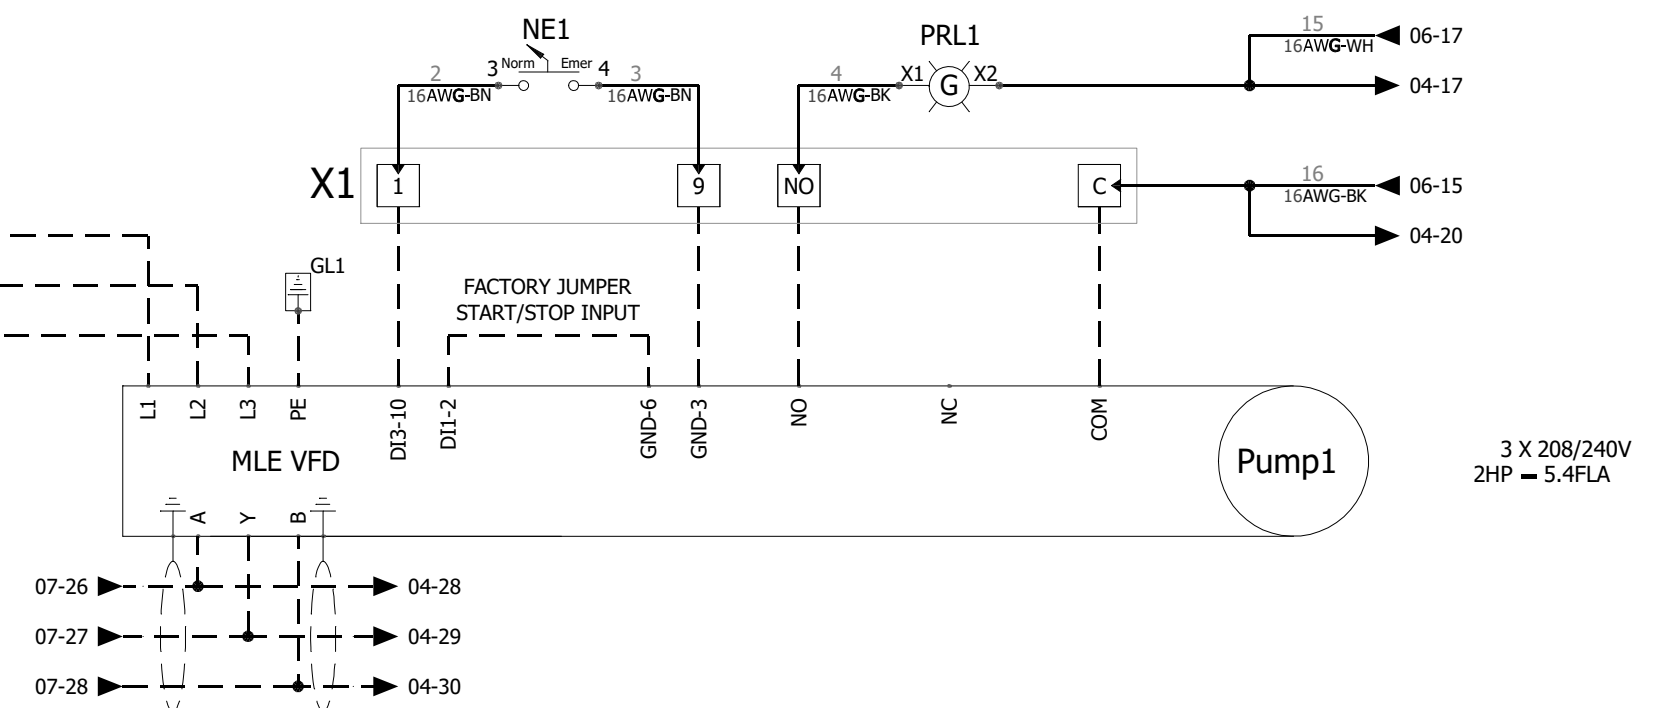 NE1
PRL1
15
16AWG-WH
06-17
2
3
Norm
Emer
4
3
16AWG-BN
16AWG-BN
4
16AWG-BK
X1
G
X2
04-17
X1
1
9
NO
C
16
16AWG-BK
06-15
04-20
GL1
FACTORY JUMPER
START/STOP INPUT
L1
L2
L3
PE
DI3-10
DI1-2
GND-6
GND-3
NO
NC
COM
MLE VFD
Pump1
3 X 208/240V
2HP - 5.4FLA
A
Y
B
07-26
04-28
07-27
04-29
07-28
04-30